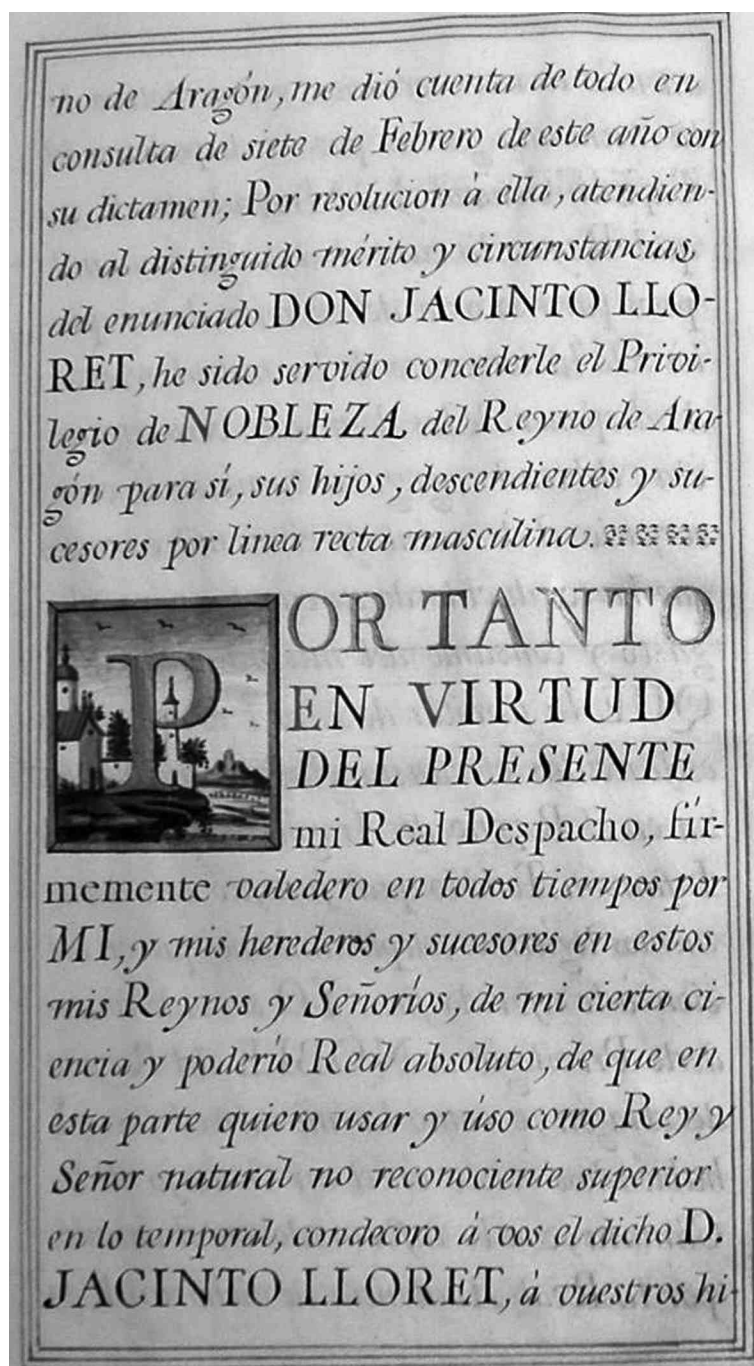 no de Aragón, me dió cuenta de todo en
consulta de siete de Febrero de este año con
su dictamen; Por resolucion à ella, atendien-
do al distinguido mérito y circunstancias
del enunciado DON JACINTO LLO-
RET, he sido servido concederle el Privi-
legio de NOBLEZA del Reyno de Ara-
gón para sí, sus hijos, descendientes y su-
cesores por linea recta masculina.
POR TANTO
EN VIRTUD
DEL PRESENTE
mi Real Despacho, fír-
memente valedero en todos tiempos por
MI, y mis herederos y sucesores en estos
mis Reynos y Señoríos, de mi cierta ci-
encia y poderío Real absoluto, de que en
esta parte quiero usar y úso como Rey y
Señor natural no reconociente superior
en lo temporal, condecoro à vos el dicho D.
JACINTO LLORET, à vuestros hi-